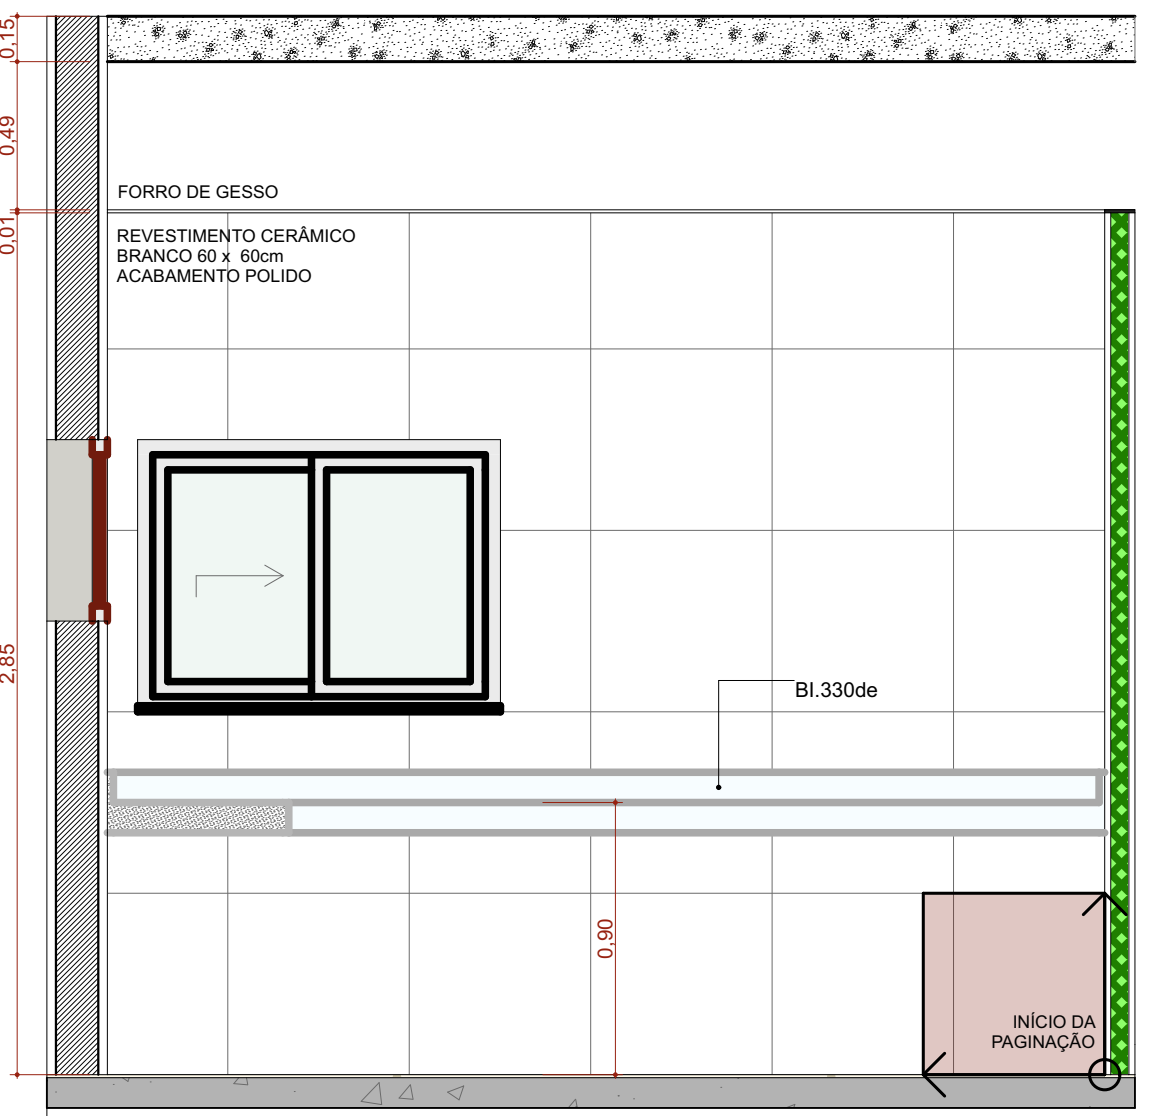 0,15
0,49
FORRO DE GESSO
0,01
REVESTIMENTO CERÂMICO
BRANCO 60 x 60cm
ACABAMENTO POLIDO
2,85
BI.330de
0,90
INÍCIO DA
PAGINAÇÃO